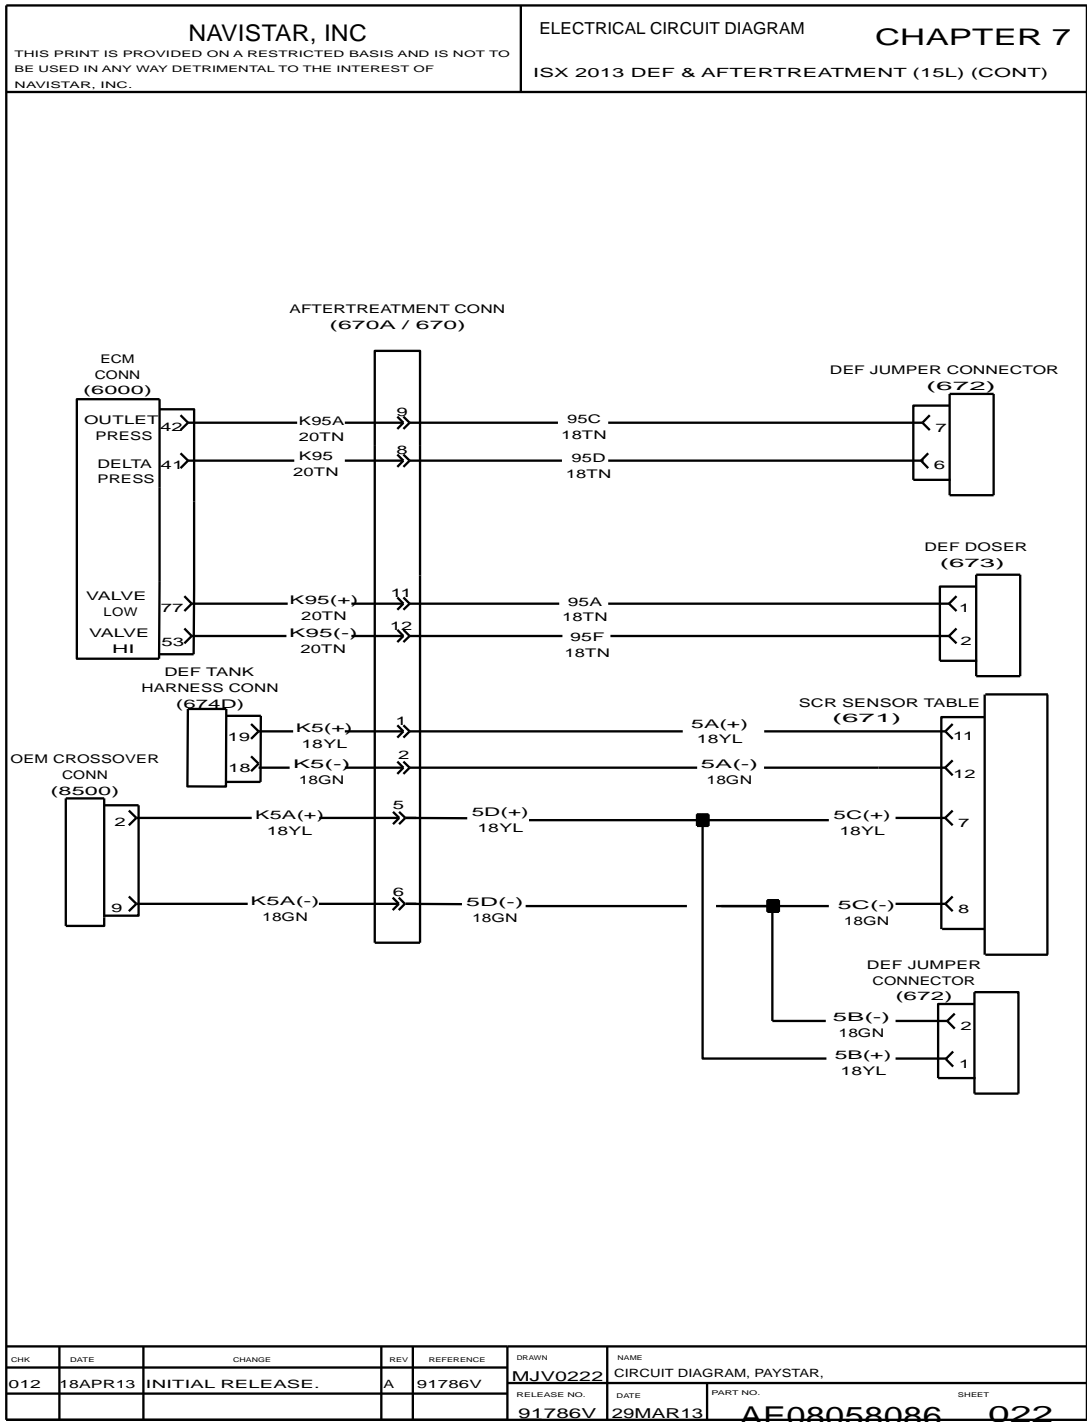 NAVISTAR, INC
THIS PRINT IS PROVIDED ON A RESTRICTED BASIS AND IS NOT TO
BE USED IN ANY WAY DETRIMENTAL TO THE INTEREST OF
NAVISTAR, INC.
ELECTRICAL CIRCUIT DIAGRAM
CHAPTER 7
ISX 2013 DEF & AFTERTREATMENT (15L) (CONT)
AFTERTREATMENT CONN
(670A / 670)
ECM
CONN
(6000)
DEF JUMPER CONNECTOR
(672)
OUTLET
PRESS
42
K95A
20TN
9
95C
18TN
7
DELTA
PRESS
41
K95
20TN
8
95D
18TN
6
DEF DOSER
(673)
VALVE
LOW
77
K95(+)
20TN
11
95A
18TN
1
VALVE
HI
53
K95(-)
20TN
12
95F
18TN
2
DEF TANK
HARNESS CONN
(674D)
SCR SENSOR TABLE
(671)
19
K5(+)
18YL
1
5A(+)
18YL
11
18
K5(-)
18GN
2
5A(-)
18GN
12
OEM CROSSOVER
CONN
(8500)
2
K5A(+)
18YL
5
5D(+)
18YL
5C(+)
18YL
7
9
K5A(-)
18GN
6
5D(-)
18GN
5C(-)
18GN
8
DEF JUMPER
CONNECTOR
(672)
5B(-)
18GN
2
5B(+)
18YL
1
CHK DATE CHANGE REV REFERENCE
012 18APR13 INITIAL RELEASE. A 91786V
DRAWN
MJV0222
NAME
CIRCUIT DIAGRAM, PAYSTAR,
RELEASE NO.
91786V
DATE
29MAR13
PART NO.
AE08058086
SHEET
022